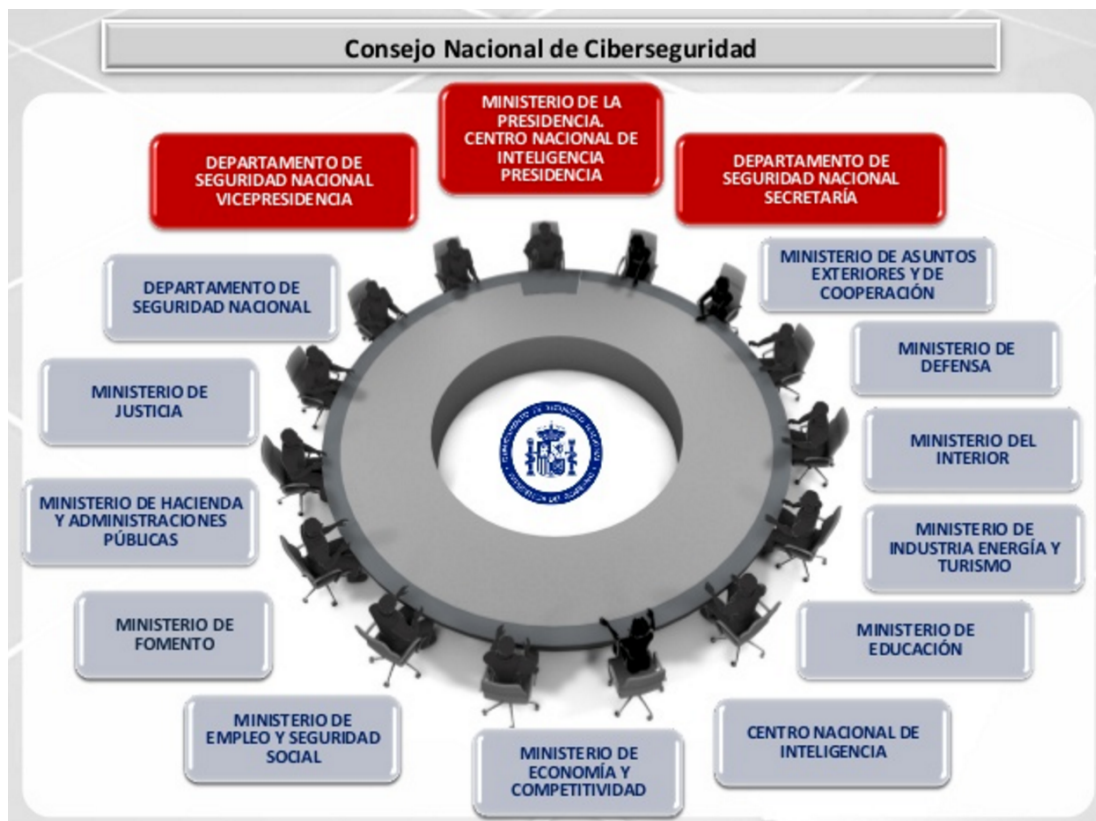 Consejo Nacional de Ciberseguridad
MINISTERIO DE LA
PRESIDENCIA.
CENTRO NACIONAL DE
INTELIGENCIA
PRESIDENCIA
DEPARTAMENTO DE
SEGURIDAD NACIONAL
VICEPRESIDENCIA
DEPARTAMENTO DE
SEGURIDAD NACIONAL
SECRETARÍA
DEPARTAMENTO DE
SEGURIDAD NACIONAL
MINISTERIO DE ASUNTOS
EXTERIORES Y DE
COOPERACIÓN
MINISTERIO DE
JUSTICIA
MINISTERIO DE
DEFENSA
MINISTERIO DE HACIENDA
Y ADMINISTRACIONES
PÚBLICAS
MINISTERIO DEL
INTERIOR
MINISTERIO DE
INDUSTRIA ENERGÍA Y
TURISMO
MINISTERIO DE
FOMENTO
MINISTERIO DE
EDUCACIÓN
MINISTERIO DE
EMPLEO Y SEGURIDAD
SOCIAL
MINISTERIO DE
ECONOMÍA Y
COMPETITIVIDAD
CENTRO NACIONAL DE
INTELIGENCIA